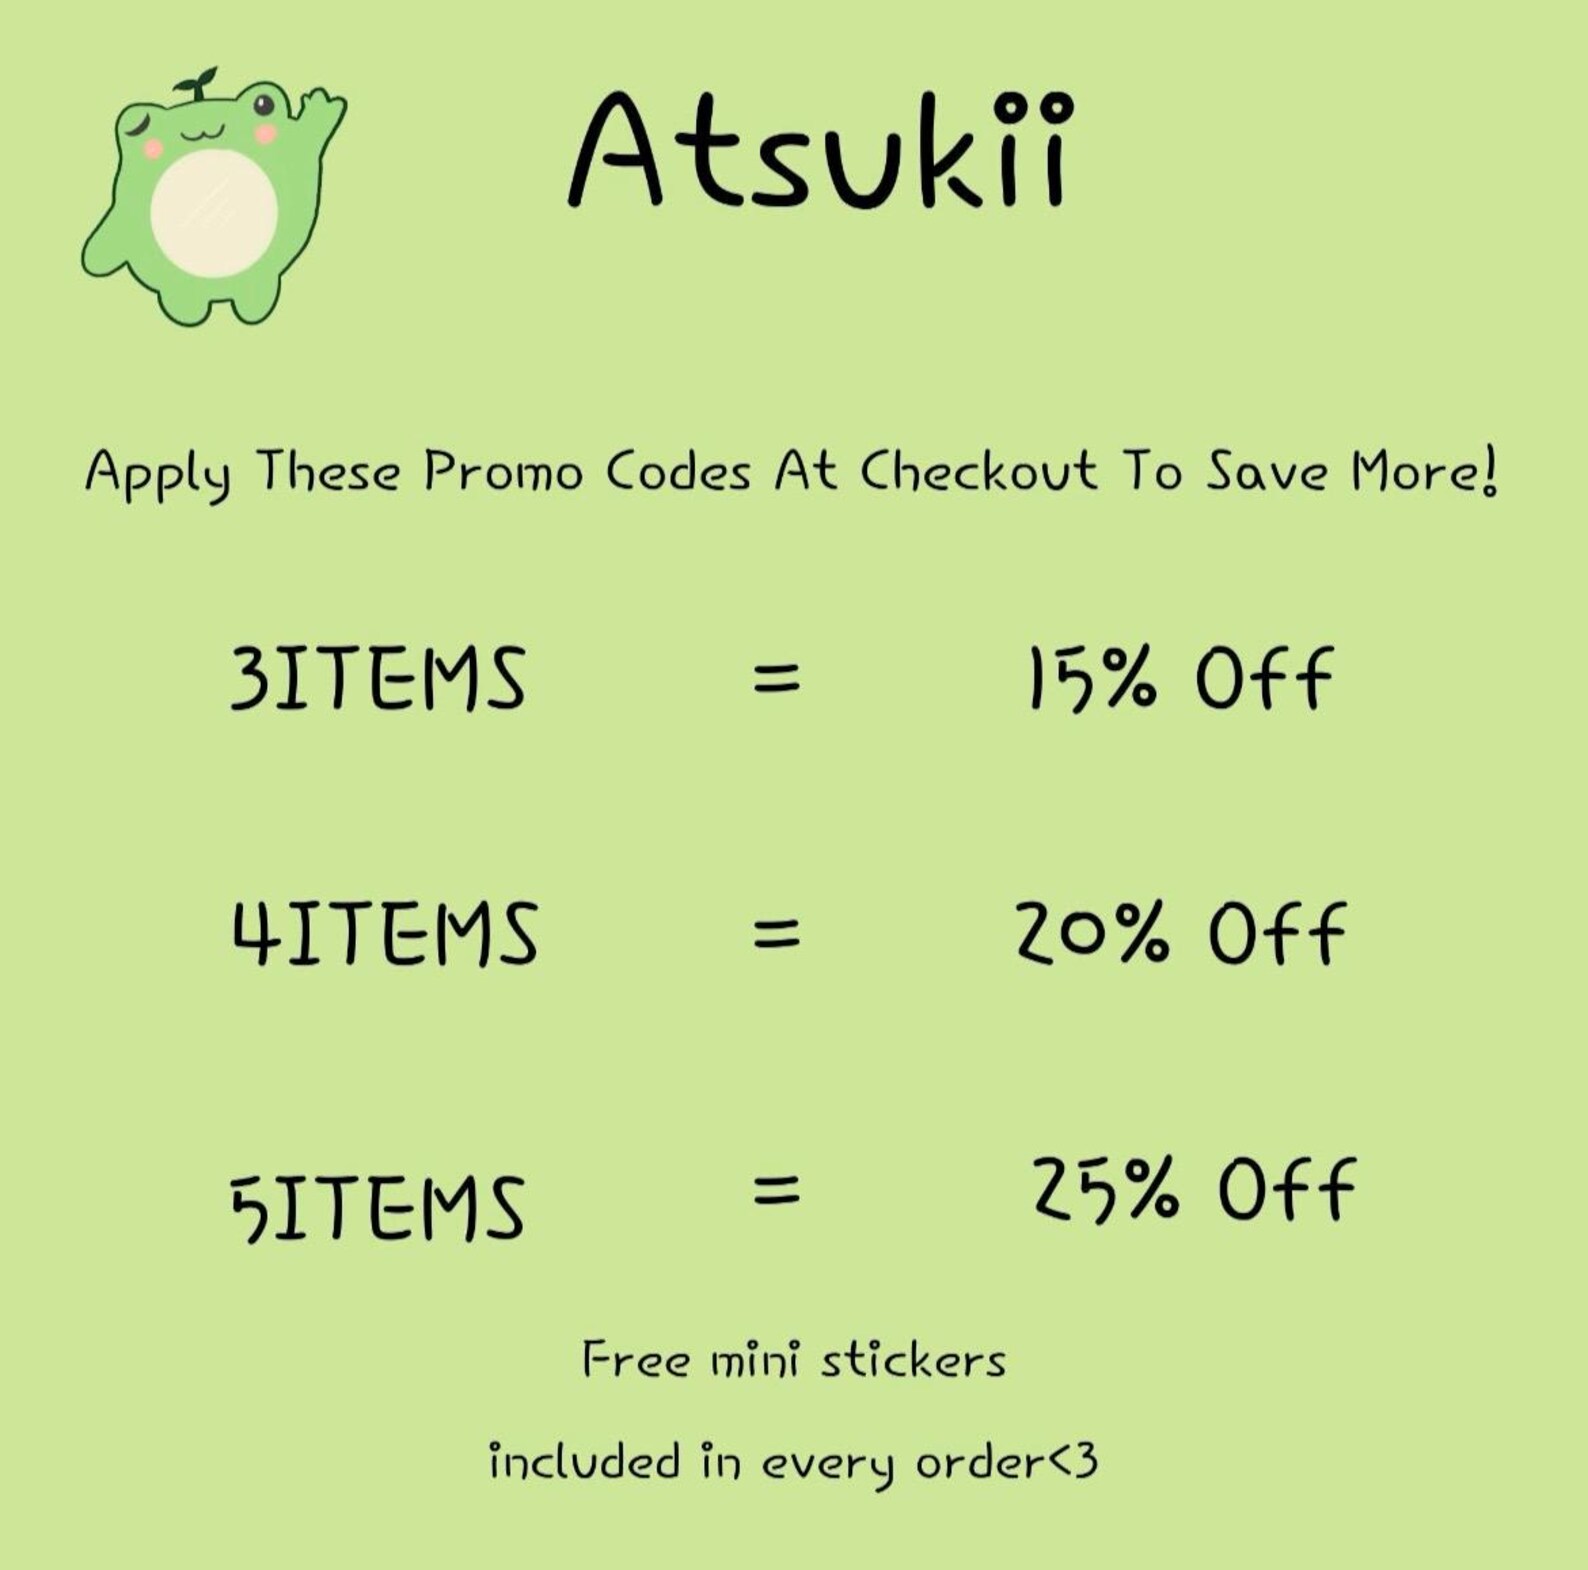 Atsukii
Apply These Promo Codes At Checkout To Save More!
3ITEMS = 15% Off
4ITEMS = 20% Off
5ITEMS = 25% Off
Free mini stickers
included in every order<3